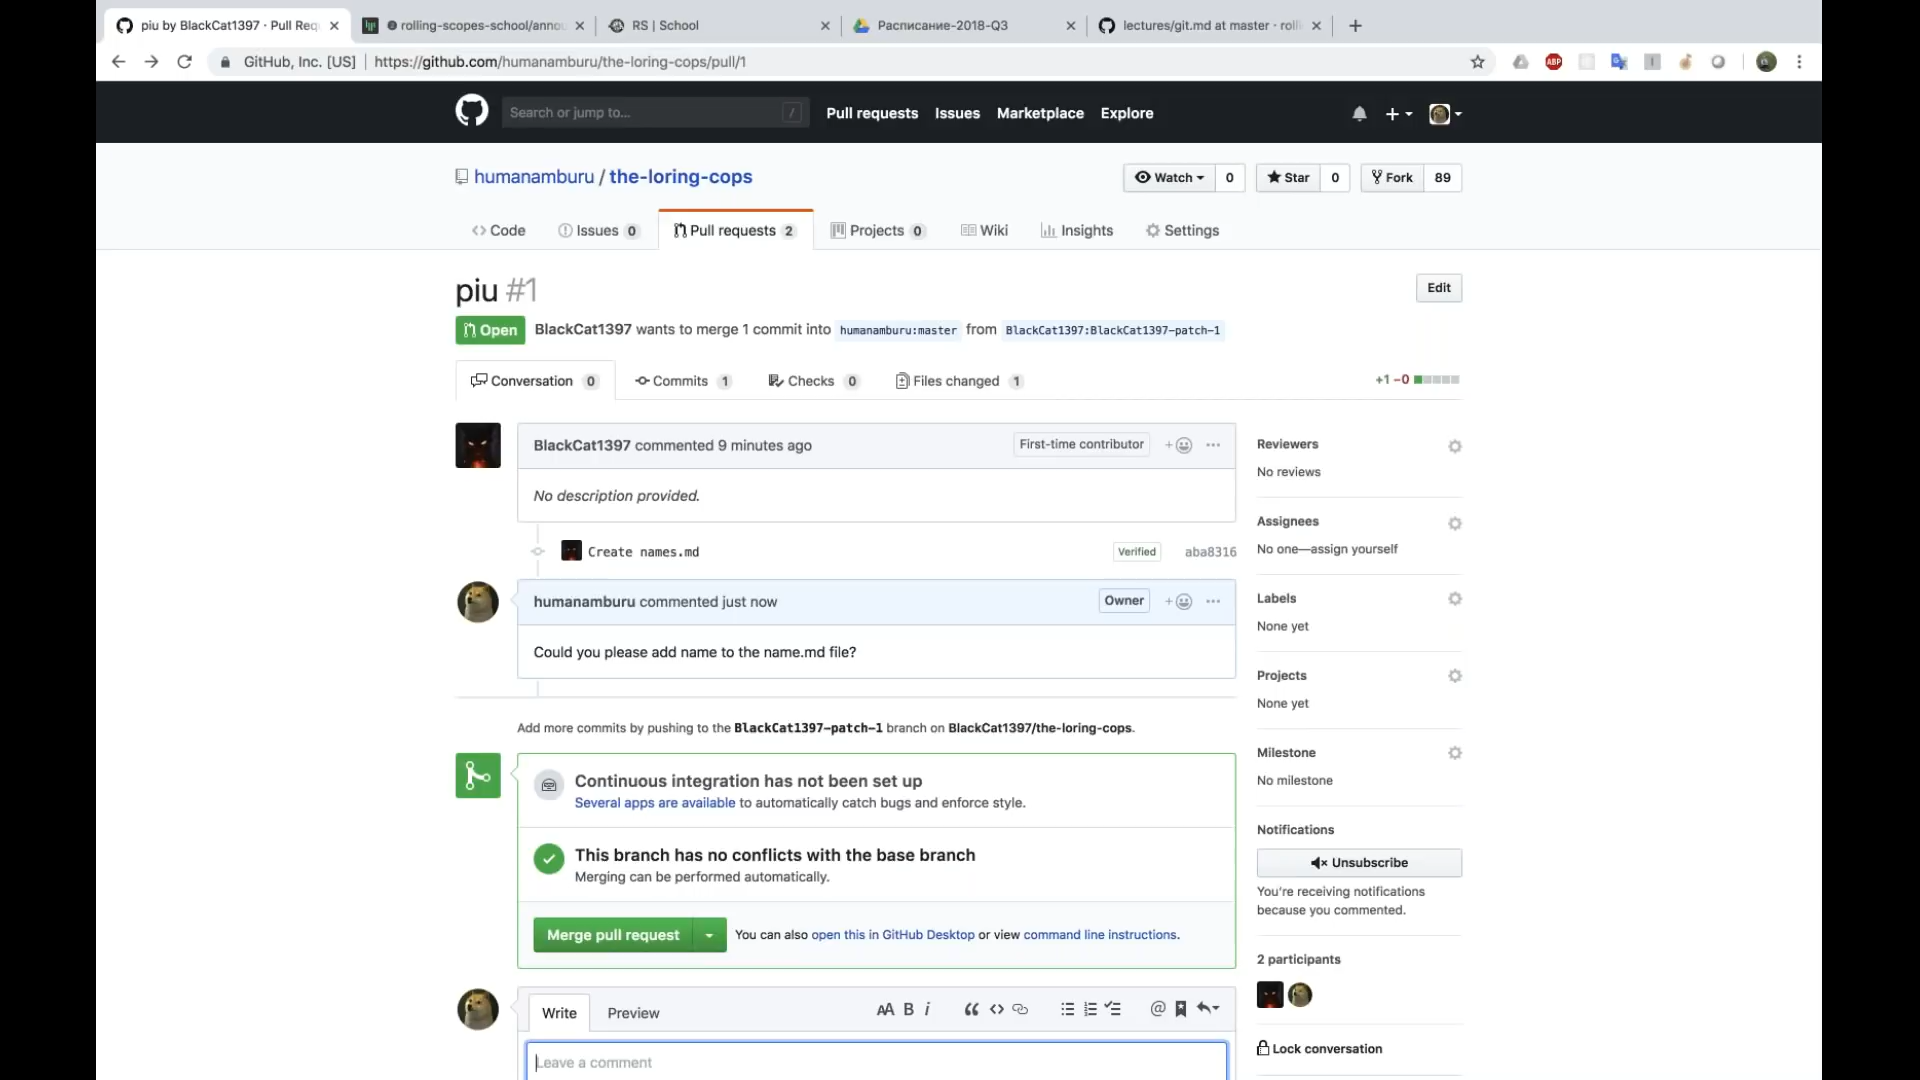 piu by BlackCat1397 · Pull Req
rolling-scopes-school/annou
RS | School
Расписание-2018-Q3
lectures/git.md at master · rolli
GitHub, Inc. [US] | https://github.com/humanamburu/the-loring-cops/pull/1
ABP
Search or jump to... /
Pull requests Issues Marketplace Explore
humanamburu / the-loring-cops
Watch 0 Star 0 Fork 89
Code Issues 0 Pull requests 2 Projects 0 Wiki Insights Settings
piu #1
Edit
Open BlackCat1397 wants to merge 1 commit into humanamburu:master from BlackCat1397:BlackCat1397-patch-1
Conversation 0 Commits 1 Checks 0 Files changed 1
+1 −0
BlackCat1397 commented 9 minutes ago First-time contributor
No description provided.
Create names.md Verified aba8316
humanamburu commented just now Owner
Could you please add name to the name.md file?
Add more commits by pushing to the BlackCat1397-patch-1 branch on BlackCat1397/the-loring-cops.
Continuous integration has not been set up
Several apps are available to automatically catch bugs and enforce style.
This branch has no conflicts with the base branch
Merging can be performed automatically.
Merge pull request You can also open this in GitHub Desktop or view command line instructions.
Write Preview
AA B i
Leave a comment
Reviewers
No reviews
Assignees
No one—assign yourself
Labels
None yet
Projects
None yet
Milestone
No milestone
Notifications
Unsubscribe
You're receiving notifications
because you commented.
2 participants
Lock conversation